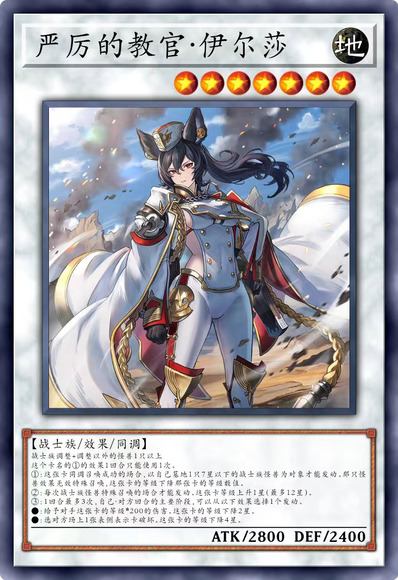 严厉的教官·伊尔莎
地
【战士族/效果/同调】
战士族调整+调整以外的怪兽1只以上
这个卡名的①的效果1回合只能使用1次。
①：这张卡同调召唤成功的场合，以自己墓地1只7星以下的战士族怪兽为对象才能发动。那只怪
兽效果无效特殊召唤，这张卡的等级下降那张卡的等级数值。
②：每次战士族怪兽特殊召唤的场合才能发动。这张卡等级上升1星(最多12星)。
③：1回合最多3次，自己·对方回合的主要阶段，可以从以下效果选择1个发动。
●：给予对手这张卡的等级*200的伤害。这张卡的等级下降2星。
●：选对方场上1张表侧表示卡破坏。这张卡的等级下降4星。
ATK/2800 DEF/2400